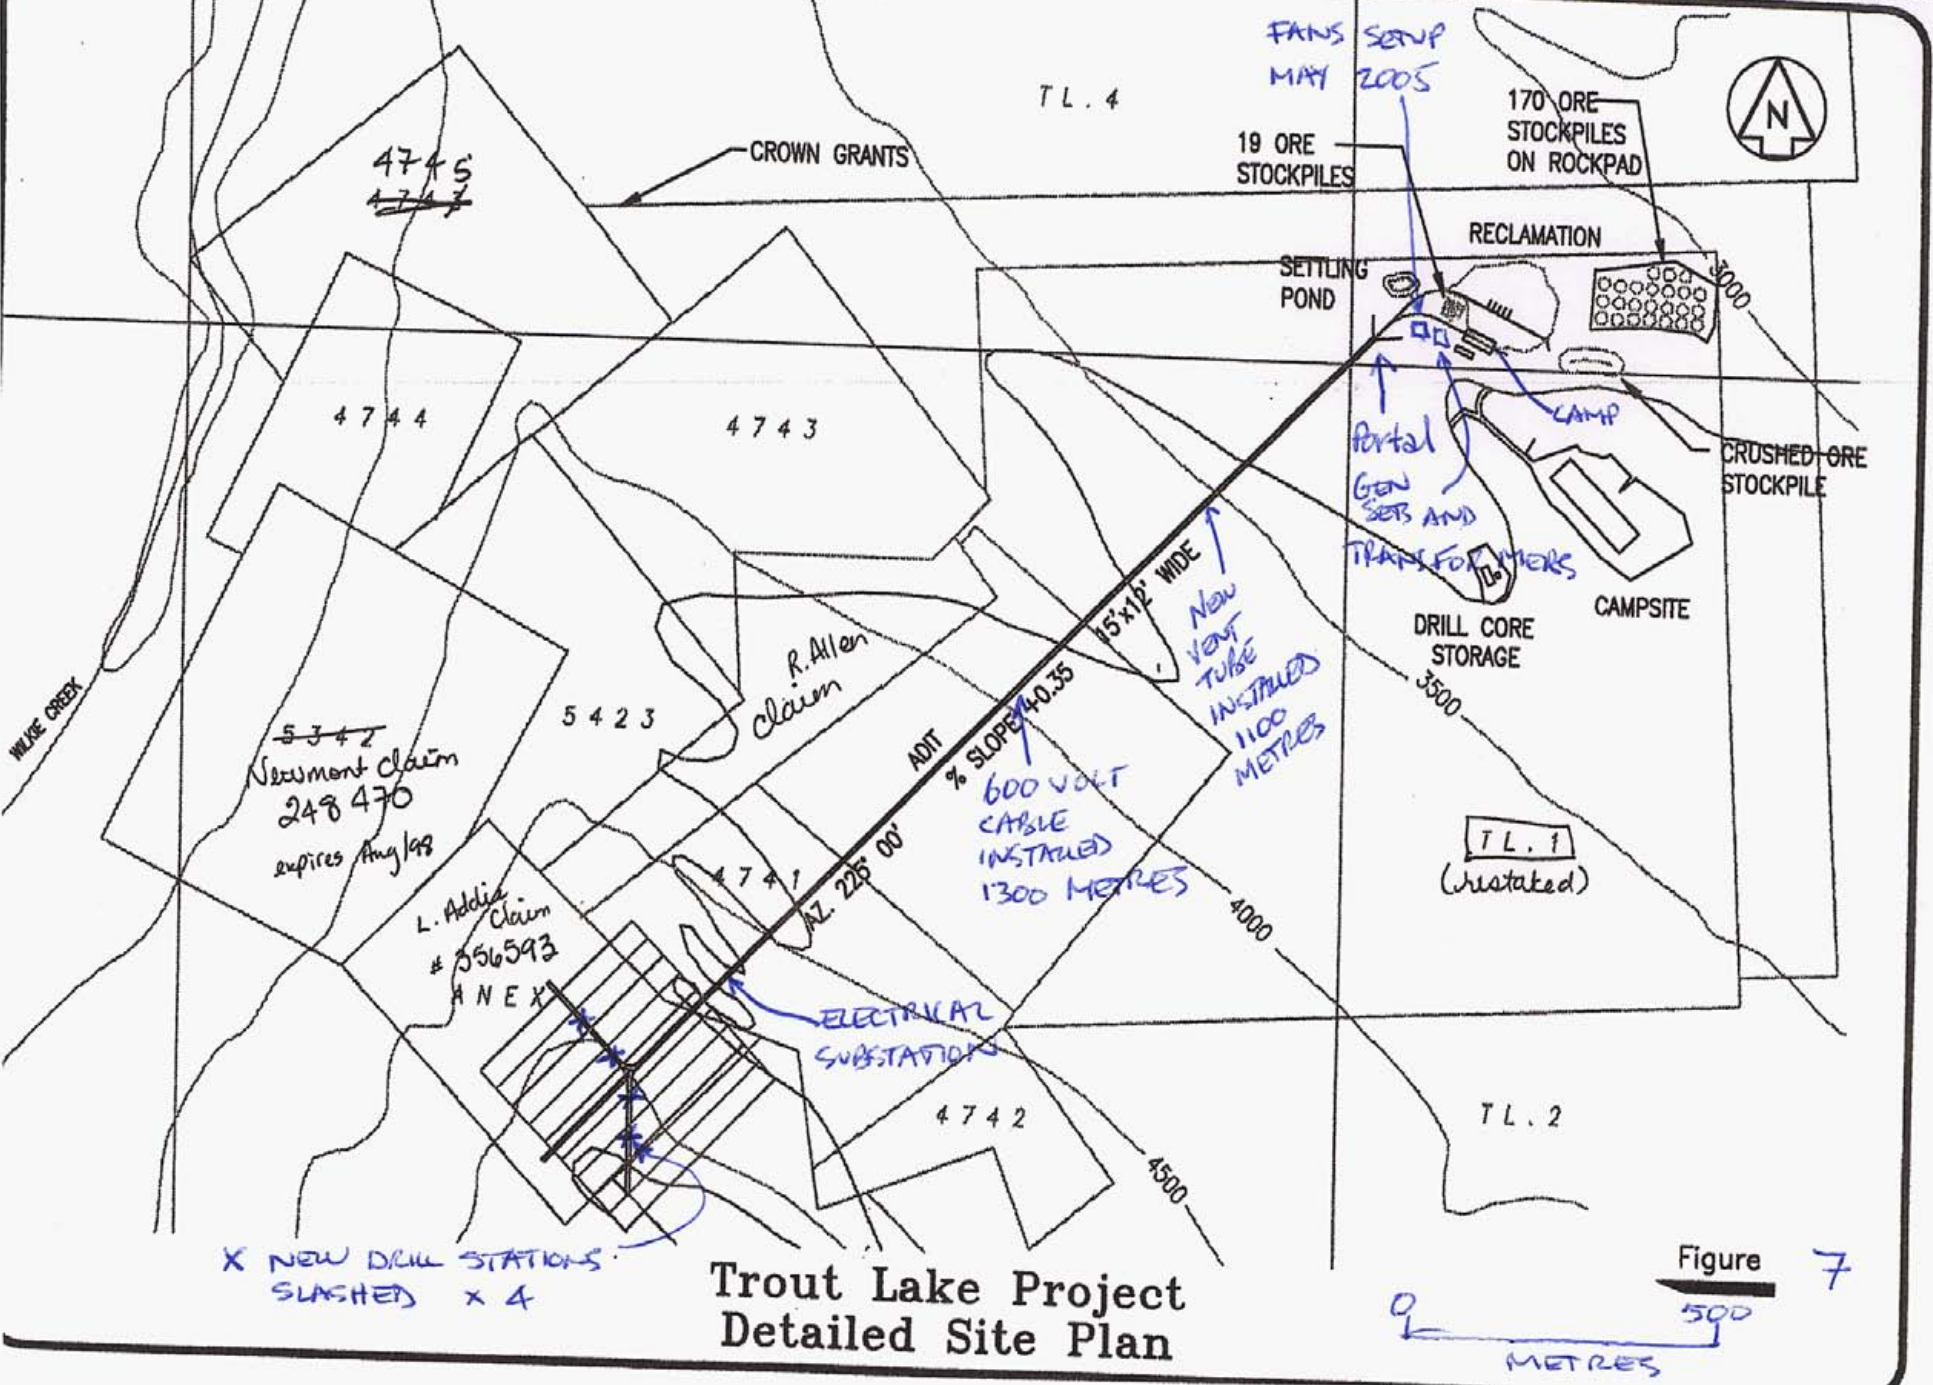 FANS SETUP
MAY 2005
TL.4
170 ORE
STOCKPILES
ON ROCKPAD
N
19 ORE
STOCKPILES
CROWN GRANTS
4745
4743
RECLAMATION
SETTLING
POND
3000
4744
4743
CAMP
Portal
CRUSHED ORE
STOCKPILE
GEN
SETS AND
TRANSFORMERS
CAMPSITE
DRILL CORE
STORAGE
15'x12' WIDE
NEW
VENT
TUBE
INSTALLED
1100
METRES
3500
R. Allen
claim
WILKIE CREEK
5423
ADIT
% SLOPE +0.35
5342
Newmont claim
248 470
expires Aug/98
600 VOLT
CABLE
INSTALLED
1300 METRES
TL.1
(restaked)
4741
AZ. 225° 00'
4000
L. Addie
Claim
# 356593
ANEX
ELECTRICAL
SUBSTATION
4742
TL.2
4500
X NEW DRILL STATIONS
SLASHED x 4
Trout Lake Project
Detailed Site Plan
Figure 7
0 500
METRES